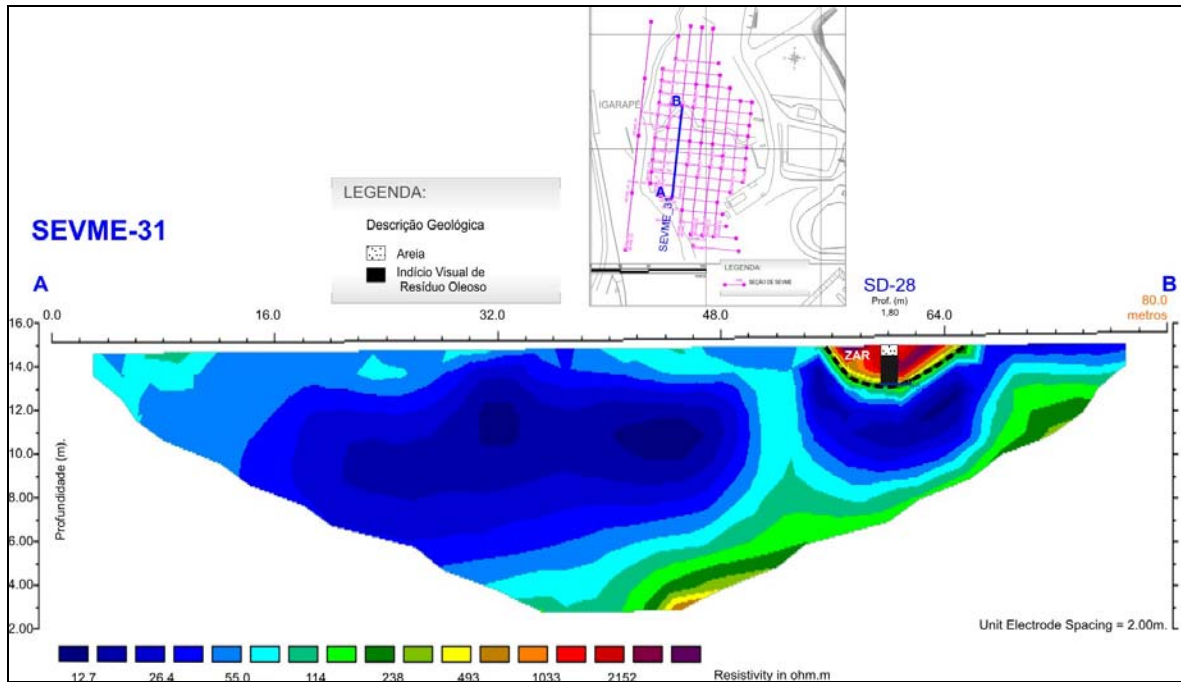 IGARAPÉ
B
A
SEVME_31
LEGENDA:
SEÇÃO DE SEVME
LEGENDA:
Descrição Geológica
Areia
Indício Visual de
Resíduo Oleoso
SEVME-31
A
SD-28
Prof. (m)
1,80
B
80.0
metros
0.0 16.0 32.0 48.0 64.0
16.0
14.0
12.0
10.0
8.00
6.00
4.00
2.00
Profundidade (m).
ZAR
Unit Electrode Spacing = 2.00m.
12.7 26.4 55.0 114 238 493 1033 2152 Resistivity in ohm.m